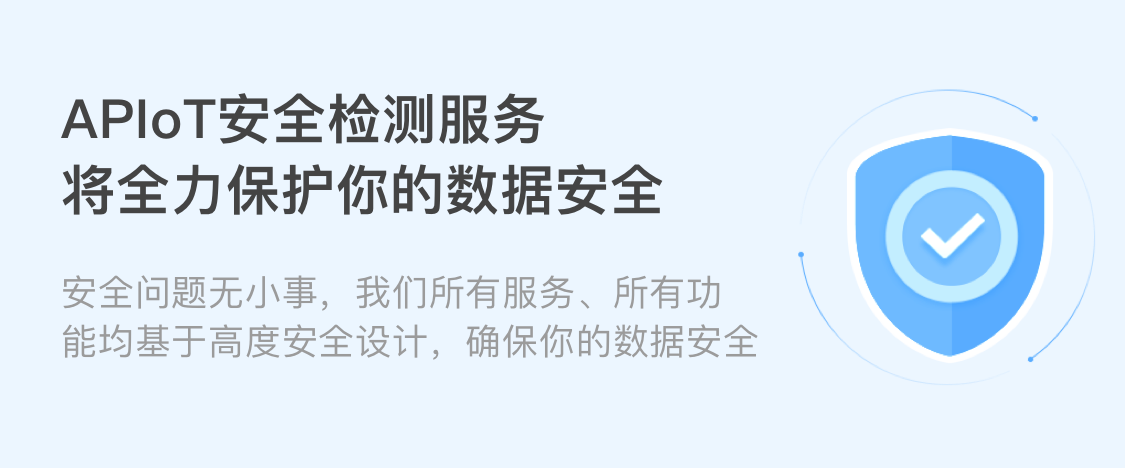 APIoT安全检测服务
将全力保护你的数据安全
安全问题无小事，我们所有服务、所有功
能均基于高度安全设计，确保你的数据安全